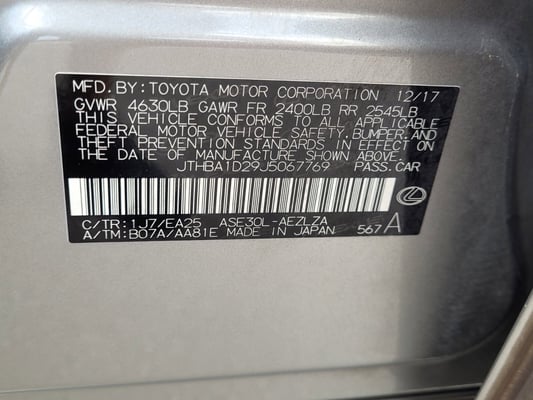 MFD. BY: TOYOTA MOTOR CORPORATION 12/17
GVWR 4630LB GAWR FR 2400LB RR 2545LB
THIS VEHICLE CONFORMS TO ALL APPLICABLE
FEDERAL MOTOR VEHICLE SAFETY, BUMPER, AND
THEFT PREVENTION STANDARDS IN EFFECT ON
THE DATE OF MANUFACTURE SHOWN ABOVE.
JTHBA1D29J5067769 PASS.CAR
C/TR:1J7/EA25 ASE30L-AEZLZA
A/TM:B07A/AA81E MADE IN JAPAN 567 A